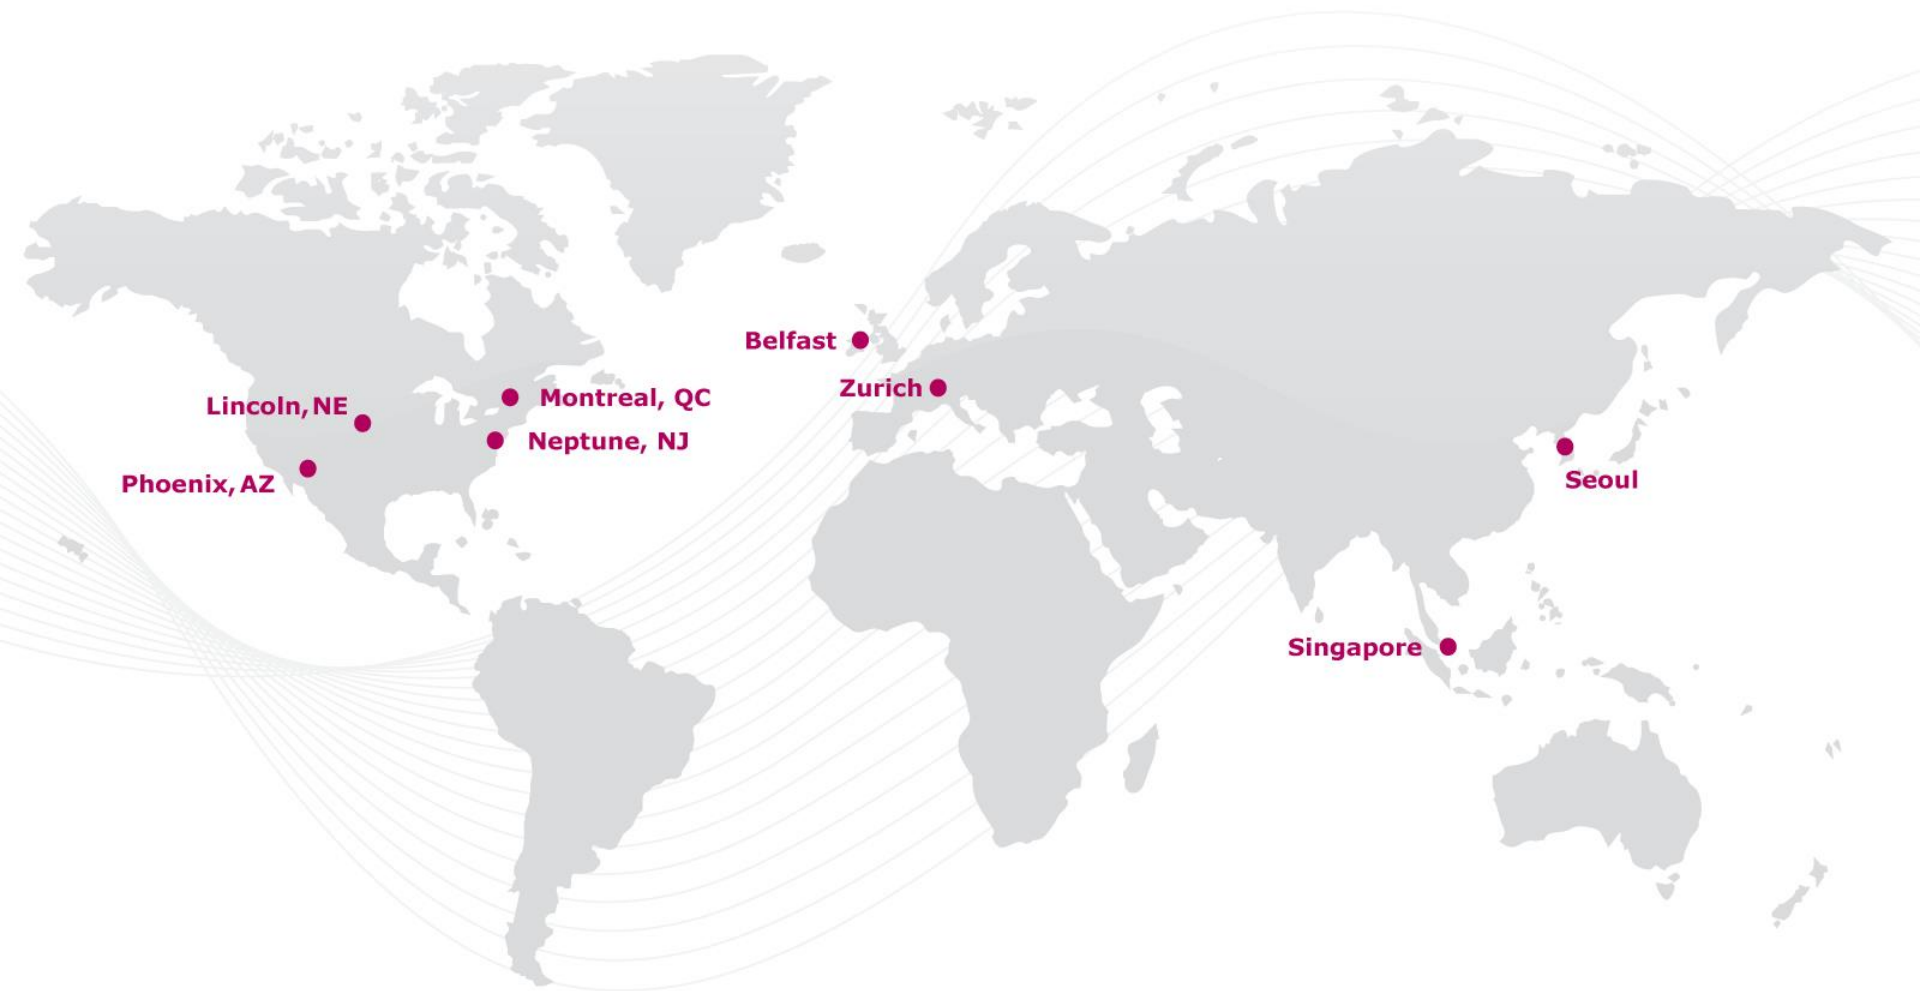 Belfast
Zurich
Lincoln, NE
Montreal, QC
Neptune, NJ
Phoenix, AZ
Seoul
Singapore